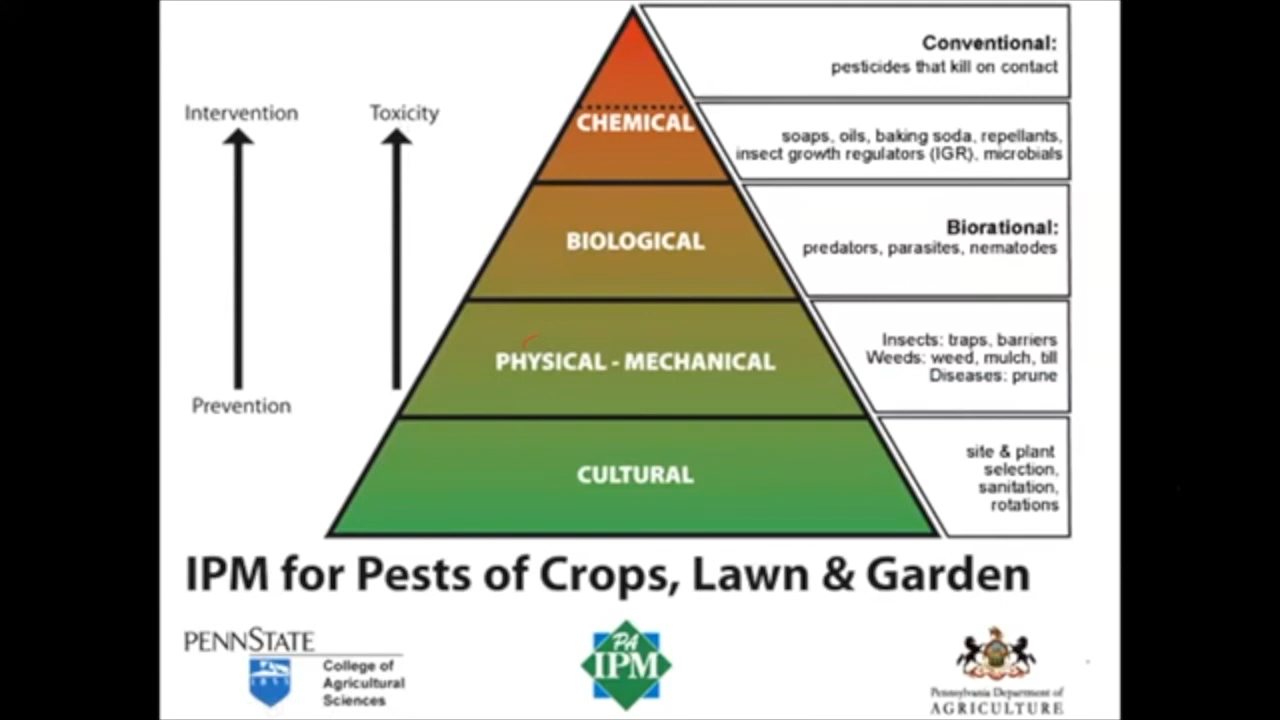 Conventional:
pesticides that kill on contact
Intervention
Toxicity
CHEMICAL
soaps, oils, baking soda, repellants,
insect growth regulators (IGR), microbials
BIOLOGICAL
Biorational:
predators, parasites, nematodes
PHYSICAL - MECHANICAL
Insects: traps, barriers
Weeds: weed, mulch, till
Diseases: prune
Prevention
CULTURAL
site & plant
selection,
sanitation,
rotations
IPM for Pests of Crops, Lawn & Garden
PENNSTATE
1855
College of
Agricultural
Sciences
PA
IPM
Pennsylvania Department of
AGRICULTURE